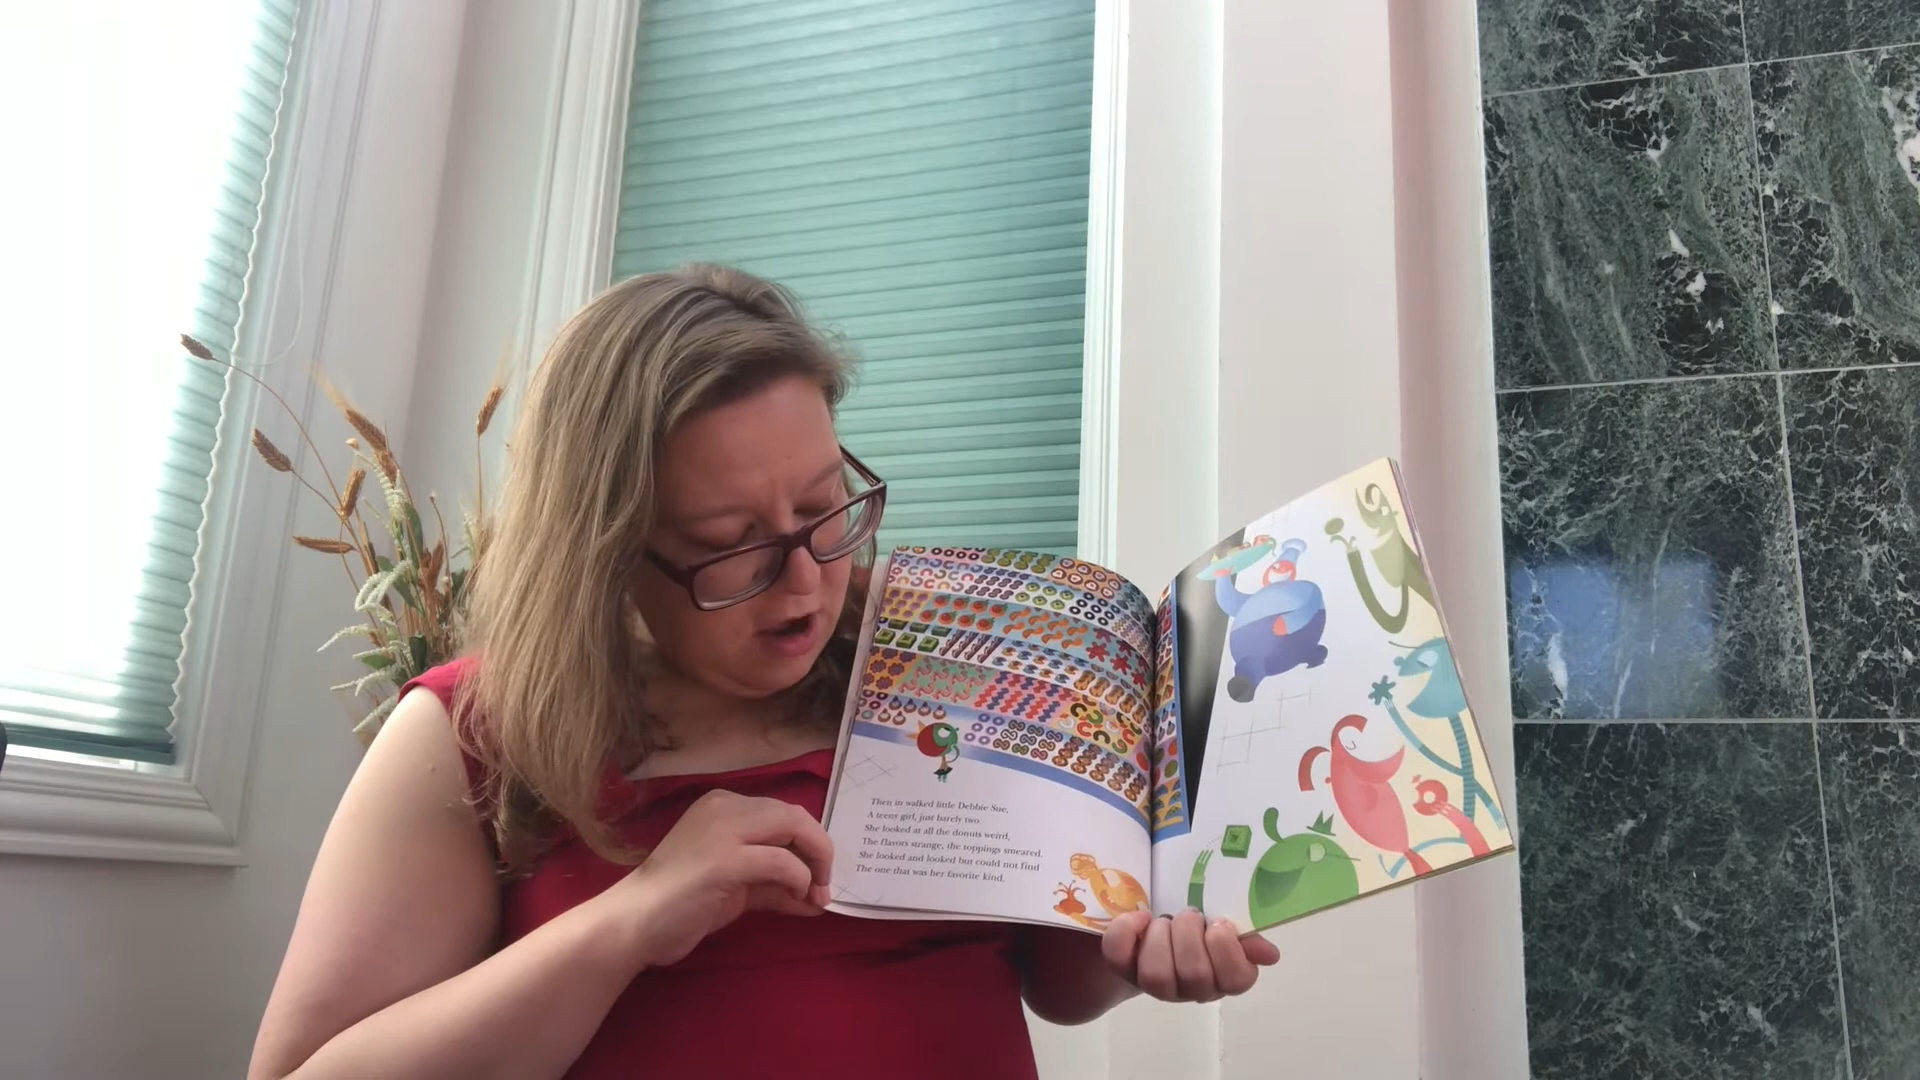 Then in walked little Debbie Sue,
A teeny girl, just barely two.
She looked at all the donuts weird,
The flavors strange, the toppings smeared.
She looked and looked but could not find
The one that was her favorite kind.